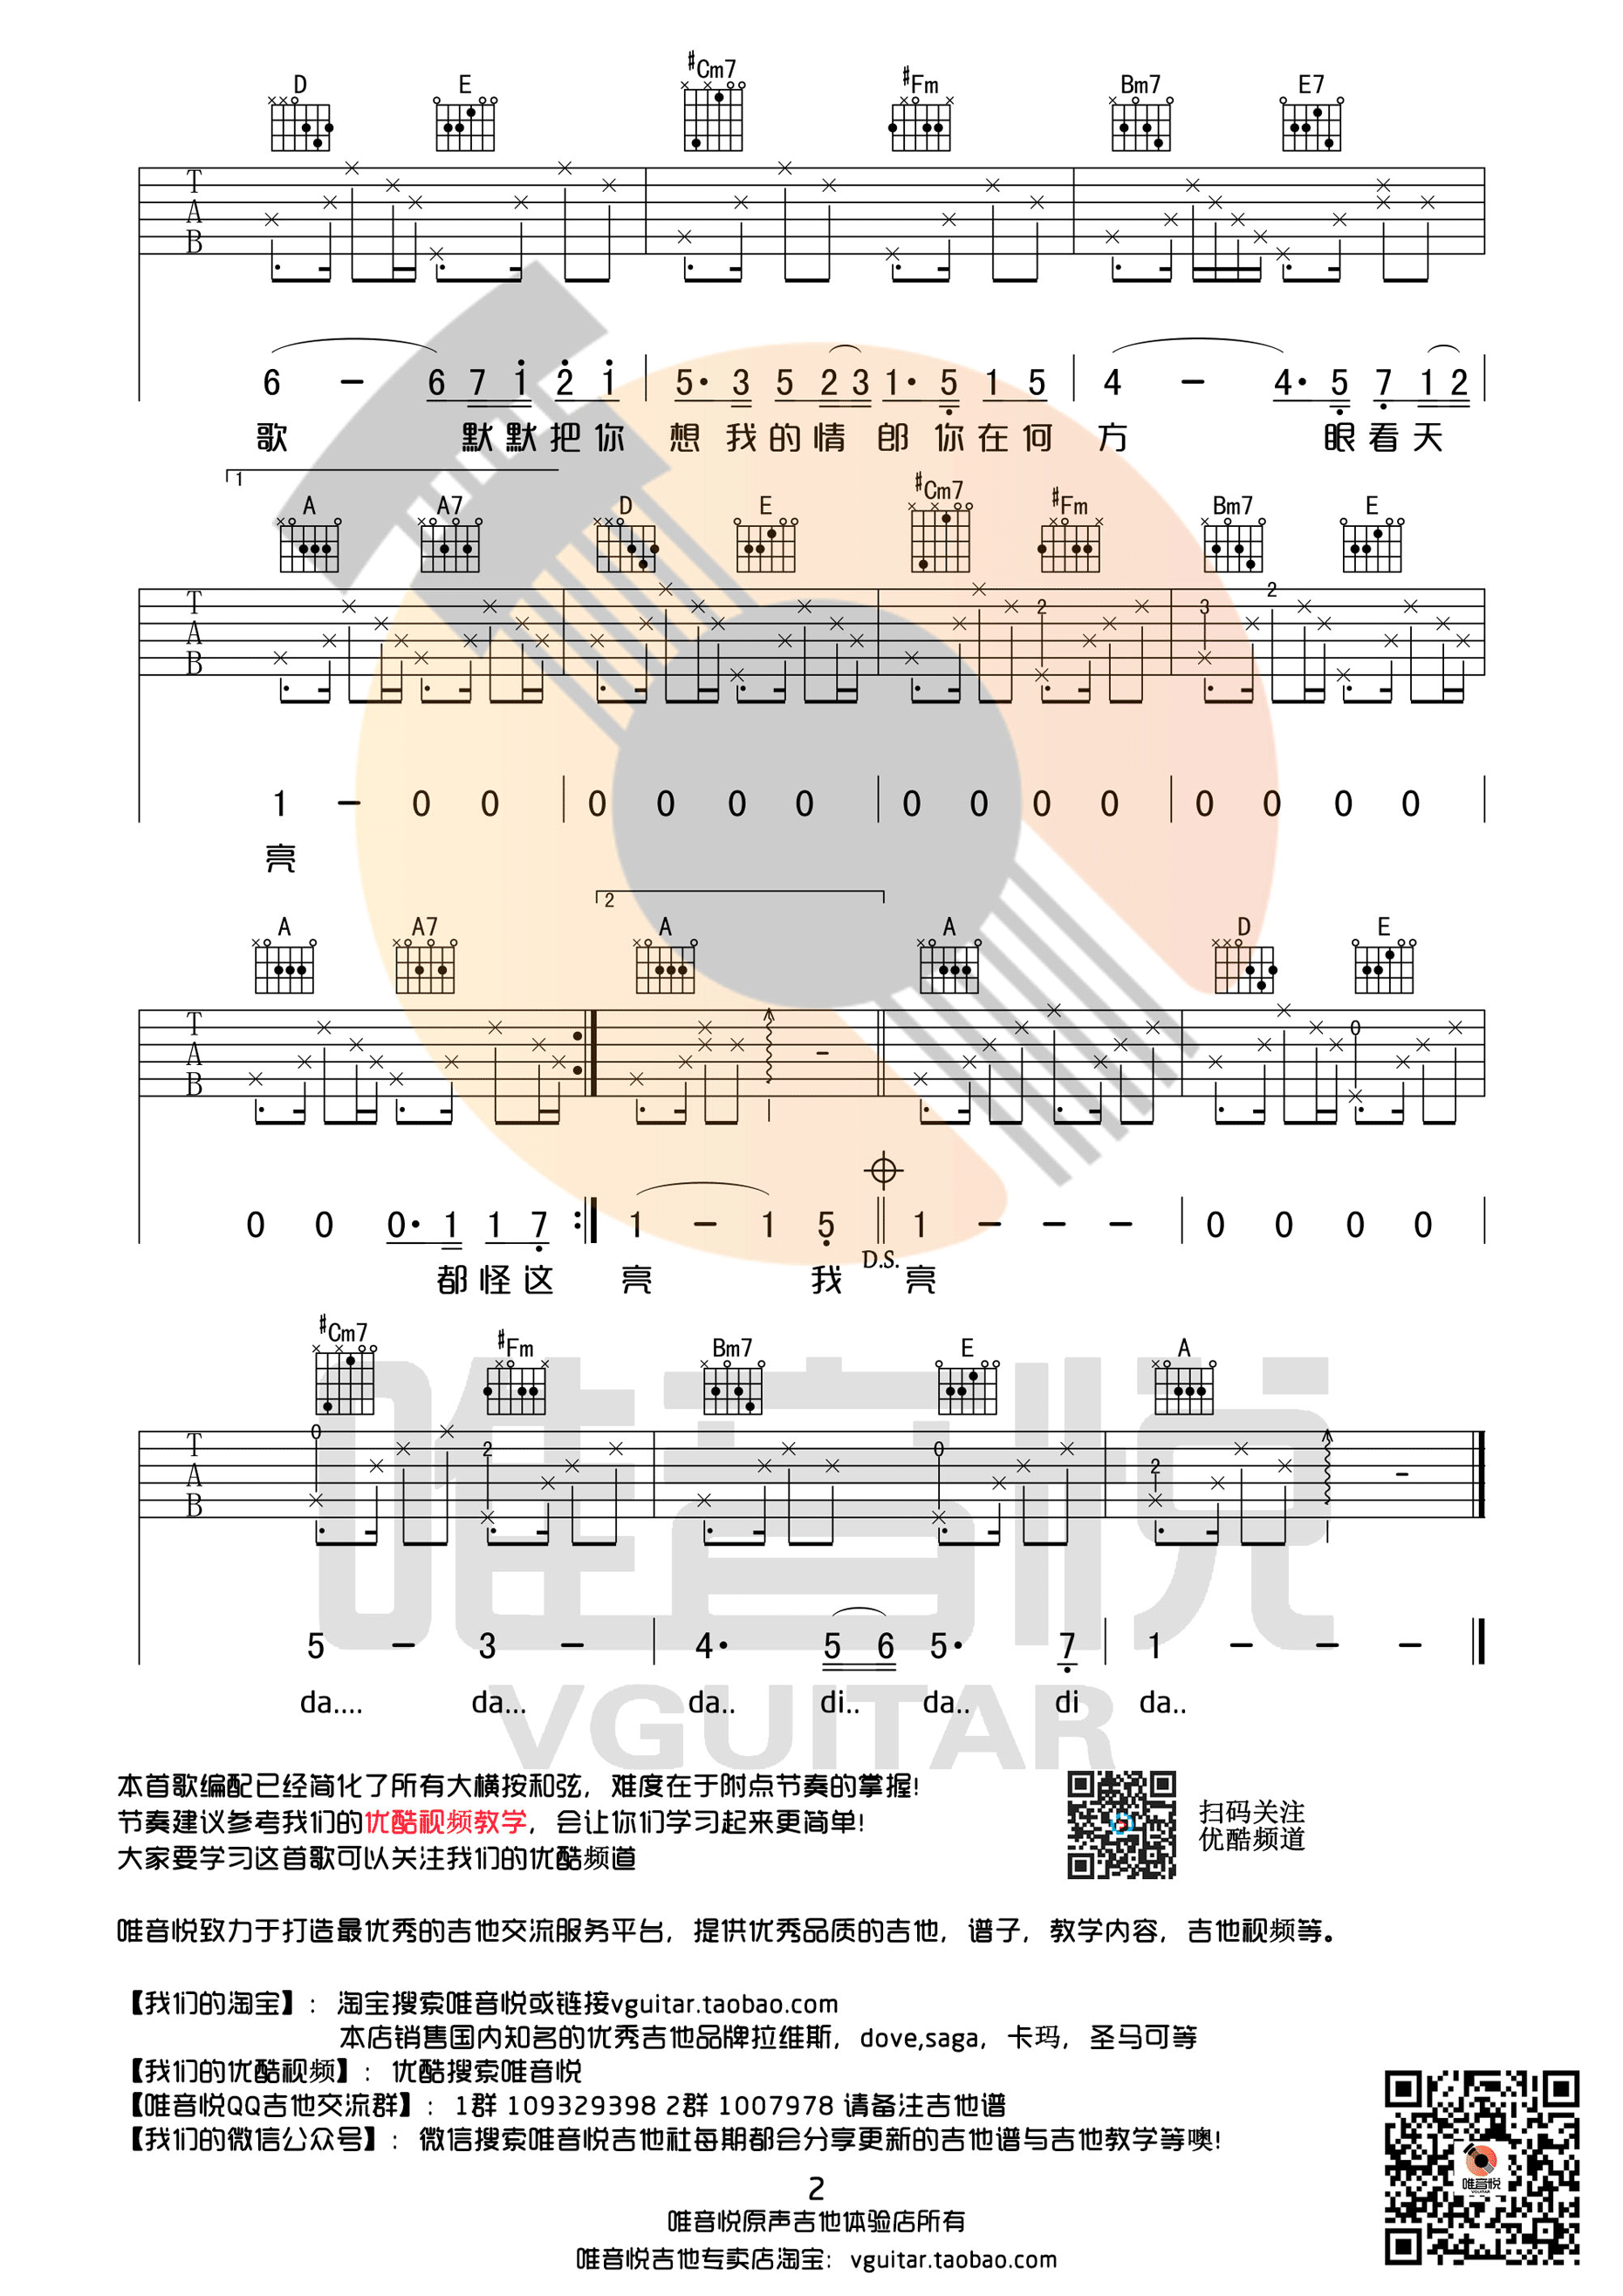 D E #Cm7 #Fm Bm7 E7
T
A
B
6 — 6 7 1 2 1 5· 3 5 2 3 1· 5 1 5 4 — 4· 5 7 1 2
歌 默 默 把 你 想 我 的 情 郎 你 在 何 方 眼 看 天
1
A A7 D E #Cm7 #Fm Bm7 E
2 3 2
T
A
B
1 — 0 0 0 0 0 0 0 0 0 0 0 0 0 0
亮
2
A A7 A A D E
T
A
B
0
0 0 0· 1 1 7 1 — 1 5 1 — — — 0 0 0 0
都 怪 这 亮 我 D.S. 亮
#Cm7 #Fm Bm7 E A
0 2 0 2
T
A
B
5 — 3 — 4· 5 6 5· 7 1 — — —
da.... da... da.. di.. da.. di da..
唯音悦
VGUITAR
本首歌编配已经简化了所有大横按和弦，难度在于附点节奏的掌握!
节奏建议参考我们的优酷视频教学，会让你们学习起来更简单!
大家要学习这首歌可以关注我们的优酷频道
扫码关注
优酷频道
唯音悦致力于打造最优秀的吉他交流服务平台，提供优秀品质的吉他，谱子，教学内容，吉他视频等。
【我们的淘宝】：淘宝搜索唯音悦或链接vguitar.taobao.com
本店销售国内知名的优秀吉他品牌拉维斯，dove,saga，卡玛，圣马可等
【我们的优酷视频】：优酷搜索唯音悦
【唯音悦QQ吉他交流群】：1群 109329398 2群 1007978 请备注吉他谱
【我们的微信公众号】：微信搜索唯音悦吉他社每期都会分享更新的吉他谱与吉他教学等噢!
2
唯音悦原声吉他体验店所有
唯音悦吉他专卖店淘宝：vguitar.taobao.com
唯音悦
VGUITAR